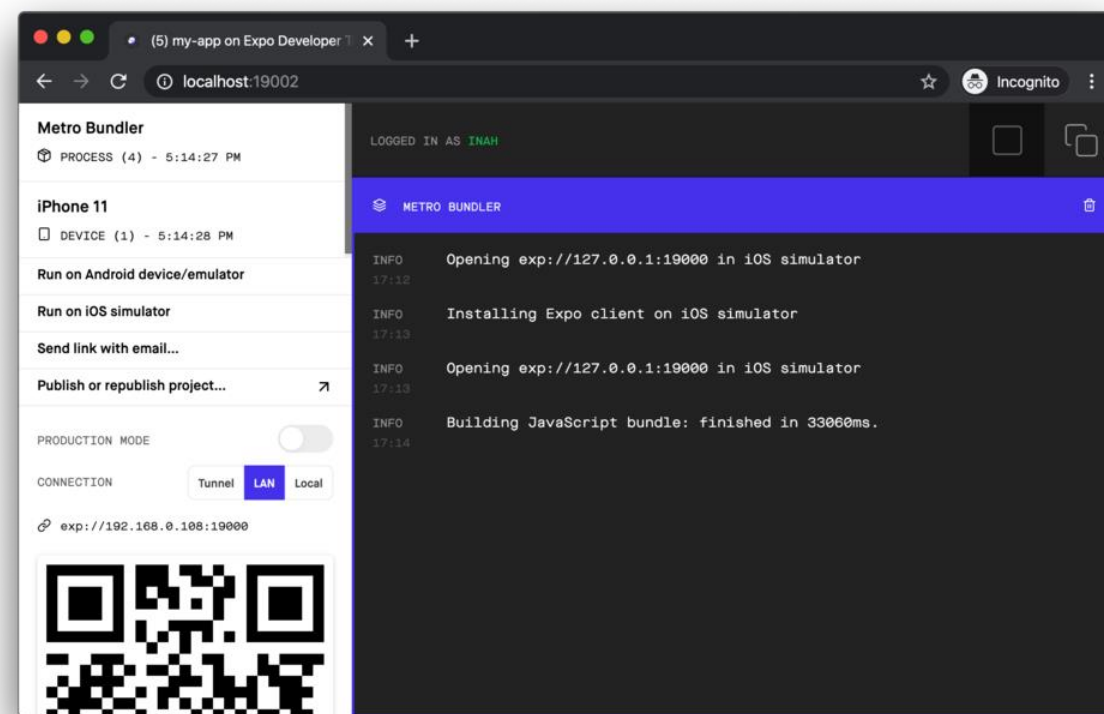 (5) my-app on Expo Developer T
localhost:19002
Incognito
Metro Bundler
PROCESS (4) - 5:14:27 PM
iPhone 11
DEVICE (1) - 5:14:28 PM
Run on Android device/emulator
Run on iOS simulator
Send link with email...
Publish or republish project...
PRODUCTION MODE
CONNECTION Tunnel LAN Local
exp://192.168.0.108:19000
LOGGED IN AS INAH
METRO BUNDLER
INFO Opening exp://127.0.0.1:19000 in iOS simulator
17:12
INFO Installing Expo client on iOS simulator
17:13
INFO Opening exp://127.0.0.1:19000 in iOS simulator
17:13
INFO Building JavaScript bundle: finished in 33060ms.
17:14